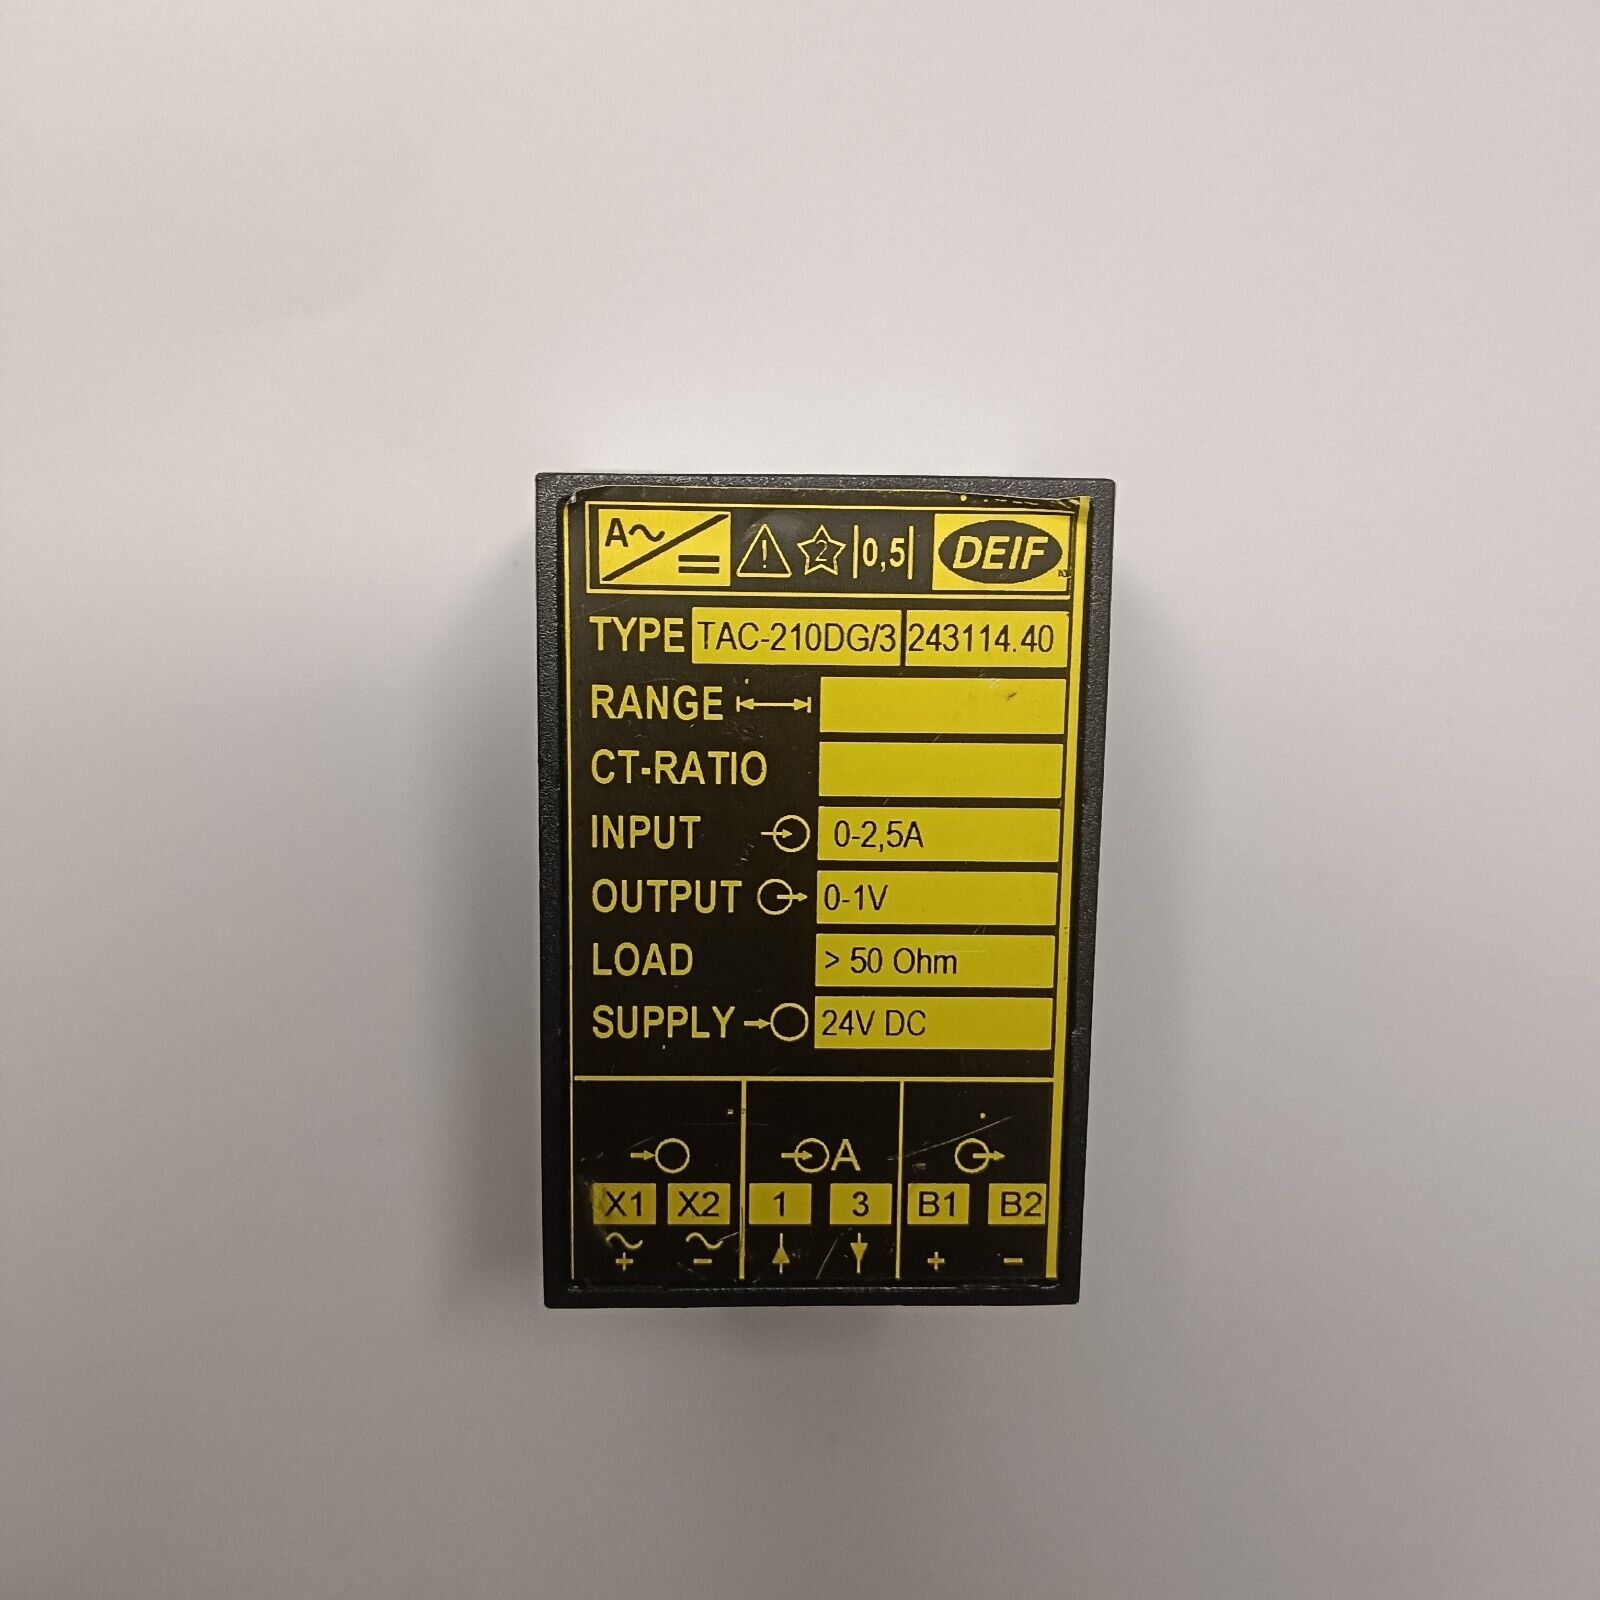 A~ = ! 2 |0,5| DEIF
TYPE TAC-210DG/3 243114.40
RANGE
CT-RATIO
INPUT 0-2,5A
OUTPUT 0-1V
LOAD > 50 Ohm
SUPPLY 24V DC
A
X1 X2 1 3 B1 B2
~ ~
+ - + -